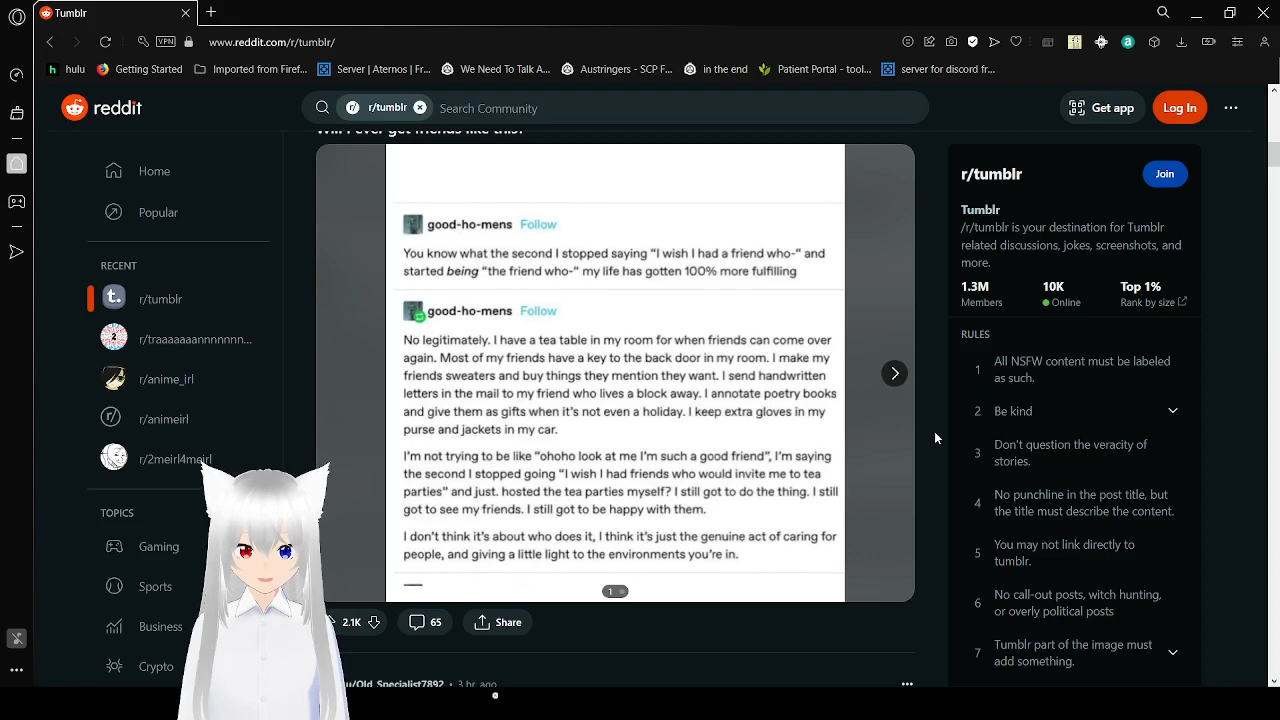 Tumblr
VPN
www.reddit.com/r/tumblr/
hulu
Getting Started
Imported from Firef...
Server | Aternos | Fr...
We Need To Talk A...
Austringers - SCP F...
in the end
Patient Portal - tool...
server for discord fr...
reddit
r/
r/tumblr
Search Community
Get app
Log In
Will I ever get friends like this?
Home
Popular
RECENT
r/tumblr
r/traaaaaaannnnnnn...
r/anime_irl
r/animeirl
r/2meirl4meirl
TOPICS
Gaming
Sports
Business
Crypto
good-ho-mens Follow
You know what the second I stopped saying “I wish I had a friend who-“ and
started being “the friend who-“ my life has gotten 100% more fulfilling
good-ho-mens Follow
No legitimately. I have a tea table in my room for when friends can come over
again. Most of my friends have a key to the back door in my room. I make my
friends sweaters and buy things they mention they want. I send handwritten
letters in the mail to my friend who lives a block away. I annotate poetry books
and give them as gifts when it’s not even a holiday. I keep extra gloves in my
purse and jackets in my car.
I’m not trying to be like “ohoho look at me I’m such a good friend”, I’m saying
the second I stopped going “I wish I had friends who would invite me to tea
parties” and just. hosted the tea parties myself? I still got to do the thing. I still
got to see my friends. I still got to be happy with them.
I don’t think it’s about who does it, I think it’s just the genuine act of caring for
people, and giving a little light to the environments you’re in.
1
2.1K
65
Share
u/Old_Specialist7892 • 3 hr. ago
r/tumblr
Join
Tumblr
/r/tumblr is your destination for Tumblr
related discussions, jokes, screenshots, and
more.
1.3M
Members
10K
Online
Top 1%
Rank by size
RULES
1
All NSFW content must be labeled
as such.
2
Be kind
3
Don't question the veracity of
stories.
4
No punchline in the post title, but
the title must describe the content.
5
You may not link directly to
tumblr.
6
No call-out posts, witch hunting,
or overly political posts
7
Tumblr part of the image must
add something.